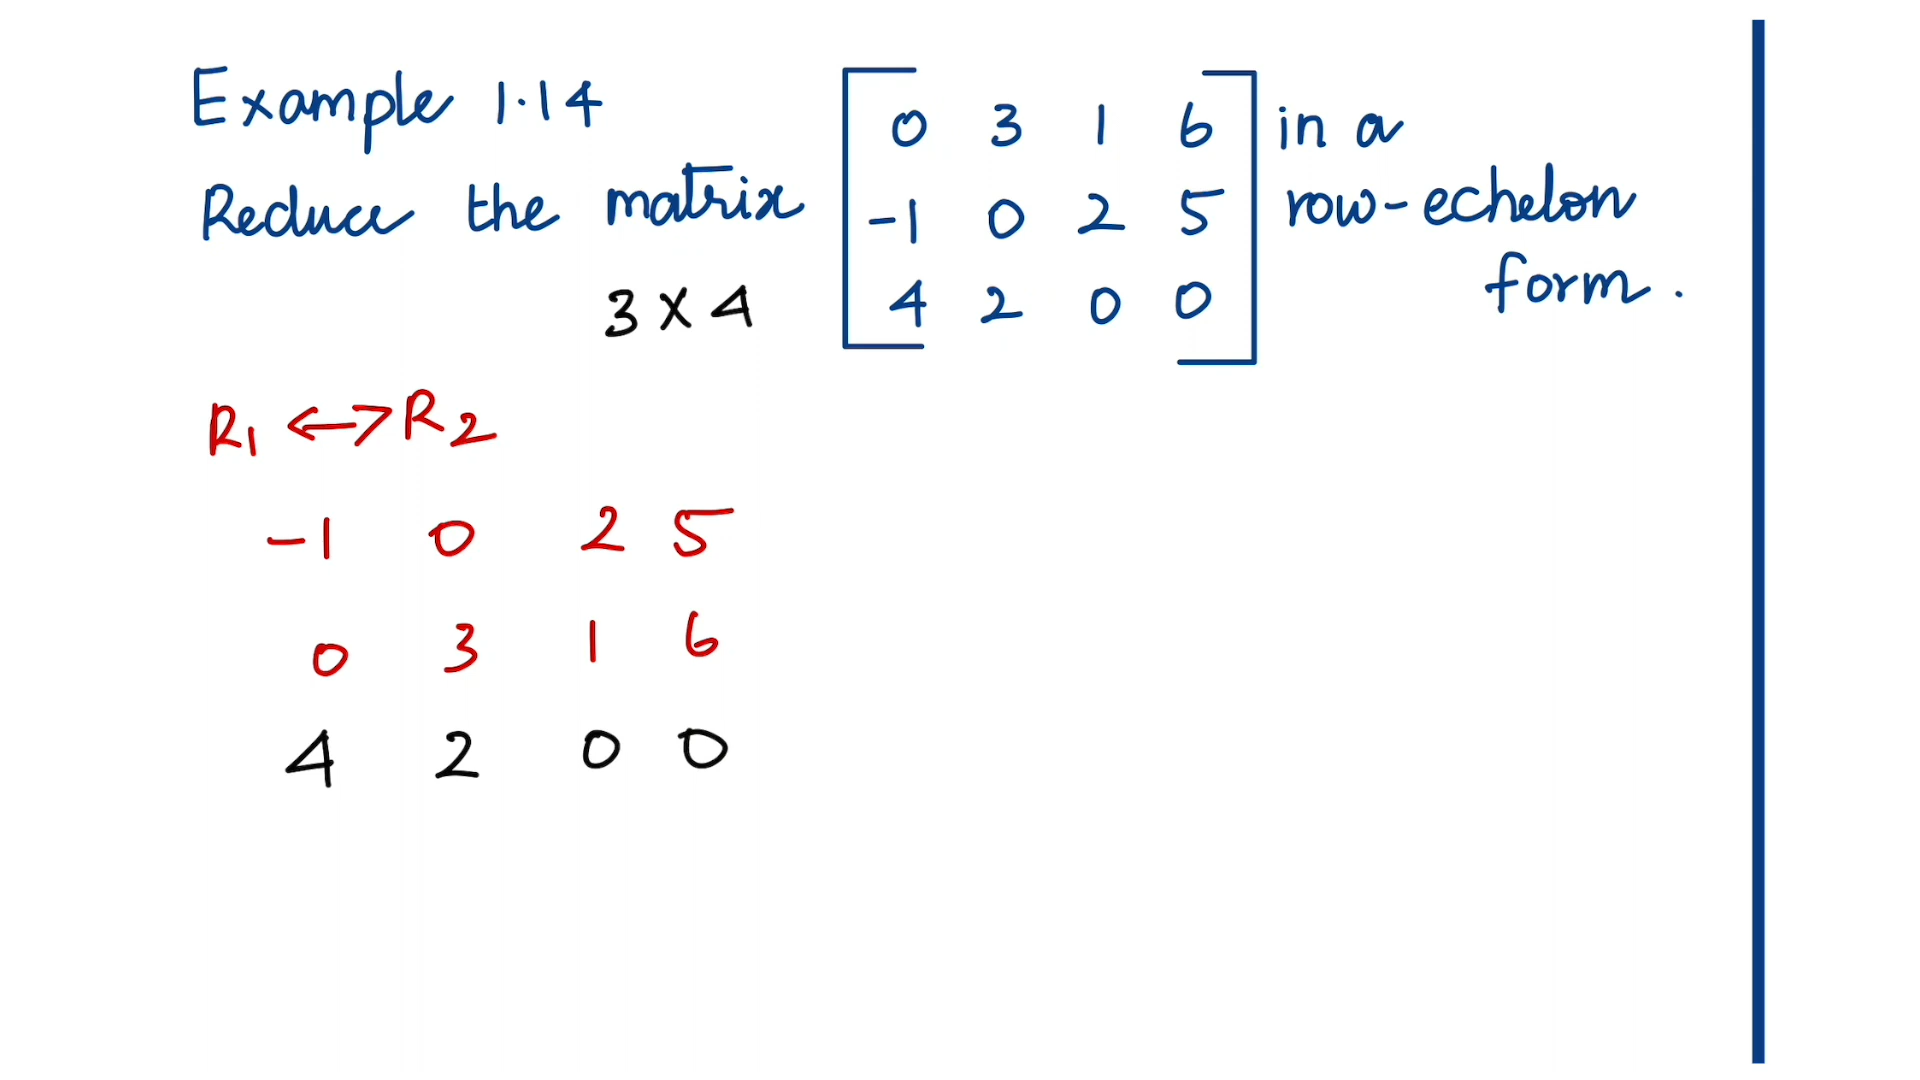 Example 1.14
0 3 1 6 in a
Reduce the matrix -1 0 2 5 row-echelon
3 x 4 4 2 0 0 form.
R1 <-> R2
-1 0 2 5
0 3 1 6
4 2 0 0